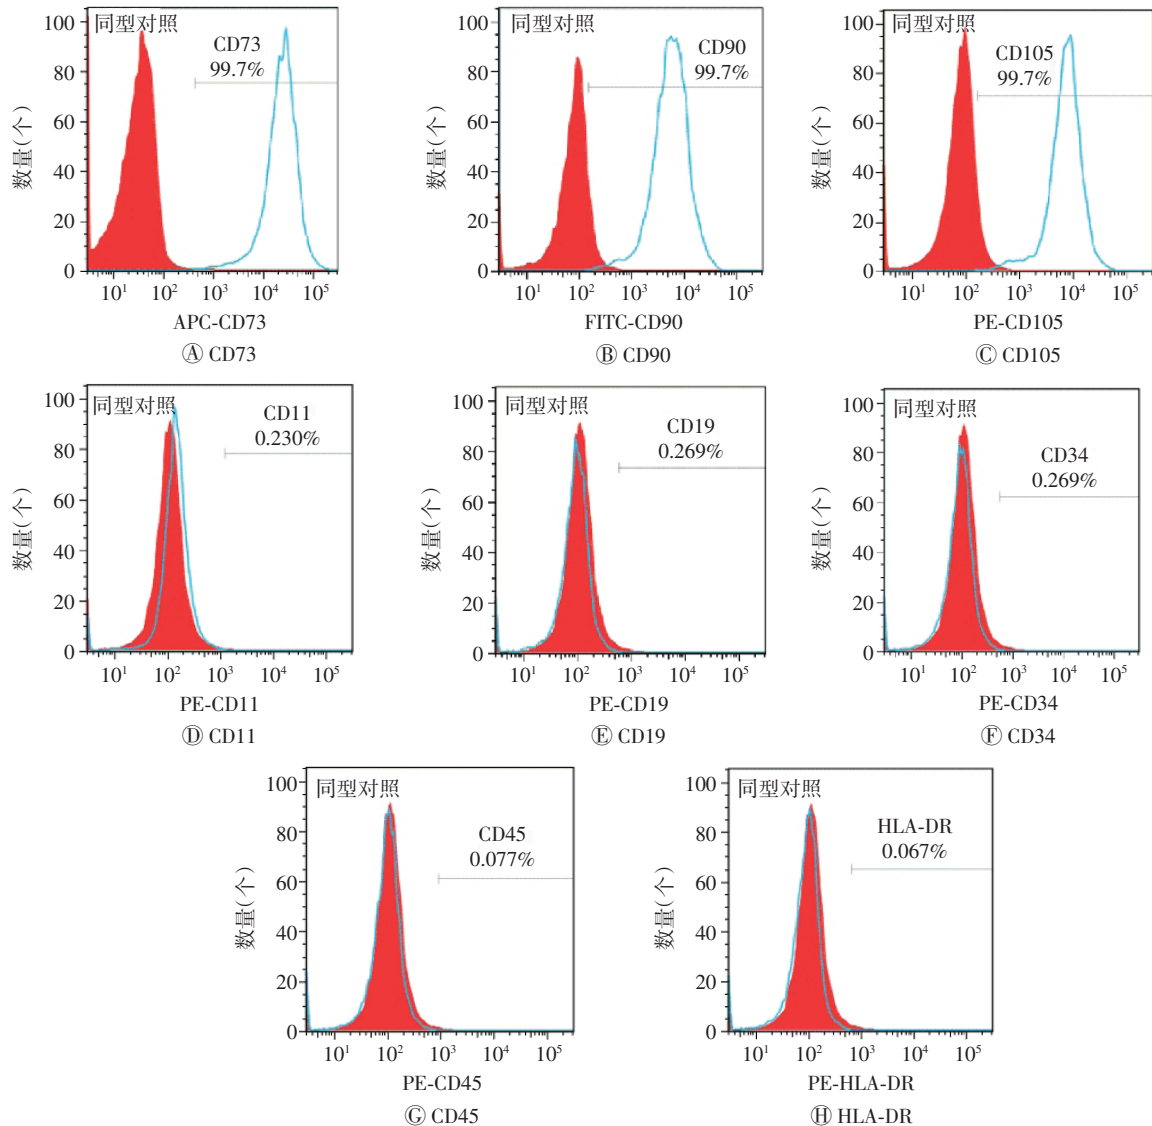 同型对照
CD73
99.7%
数量(个)
100
80
60
40
20
0
10¹ 10² 10³ 10⁴ 10⁵
APC-CD73
Ⓐ CD73
同型对照
CD90
99.7%
数量(个)
100
80
60
40
20
0
10¹ 10² 10³ 10⁴ 10⁵
FITC-CD90
Ⓑ CD90
同型对照
CD105
99.7%
数量(个)
100
80
60
40
20
0
10¹ 10² 10³ 10⁴ 10⁵
PE-CD105
Ⓒ CD105
同型对照
CD11
0.230%
数量(个)
100
80
60
40
20
0
10¹ 10² 10³ 10⁴ 10⁵
PE-CD11
Ⓓ CD11
同型对照
CD19
0.269%
数量(个)
100
80
60
40
20
0
10¹ 10² 10³ 10⁴ 10⁵
PE-CD19
Ⓔ CD19
同型对照
CD34
0.269%
数量(个)
100
80
60
40
20
0
10¹ 10² 10³ 10⁴ 10⁵
PE-CD34
Ⓕ CD34
同型对照
CD45
0.077%
数量(个)
100
80
60
40
20
0
10¹ 10² 10³ 10⁴ 10⁵
PE-CD45
Ⓖ CD45
同型对照
HLA-DR
0.067%
数量(个)
100
80
60
40
20
0
10¹ 10² 10³ 10⁴ 10⁵
PE-HLA-DR
Ⓗ HLA-DR